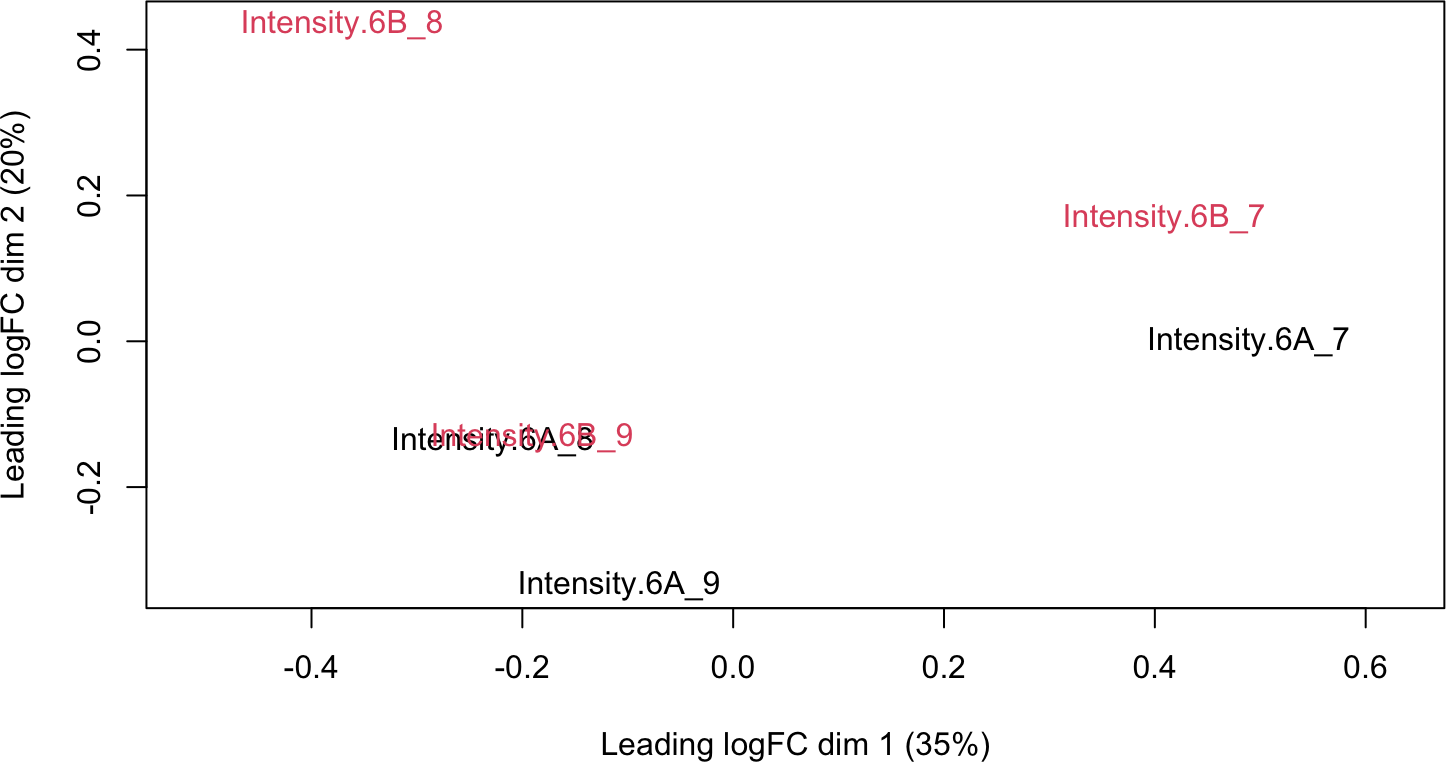 Intensity.6B_8
0.4
0.2
0.0
-0.2
Leading logFC dim 2 (20%)
Intensity.6B_7
Intensity.6A_7
Intensity.6A_8
Intensity.6B_9
Intensity.6A_9
-0.4
-0.2
0.0
0.2
0.4
0.6
Leading logFC dim 1 (35%)